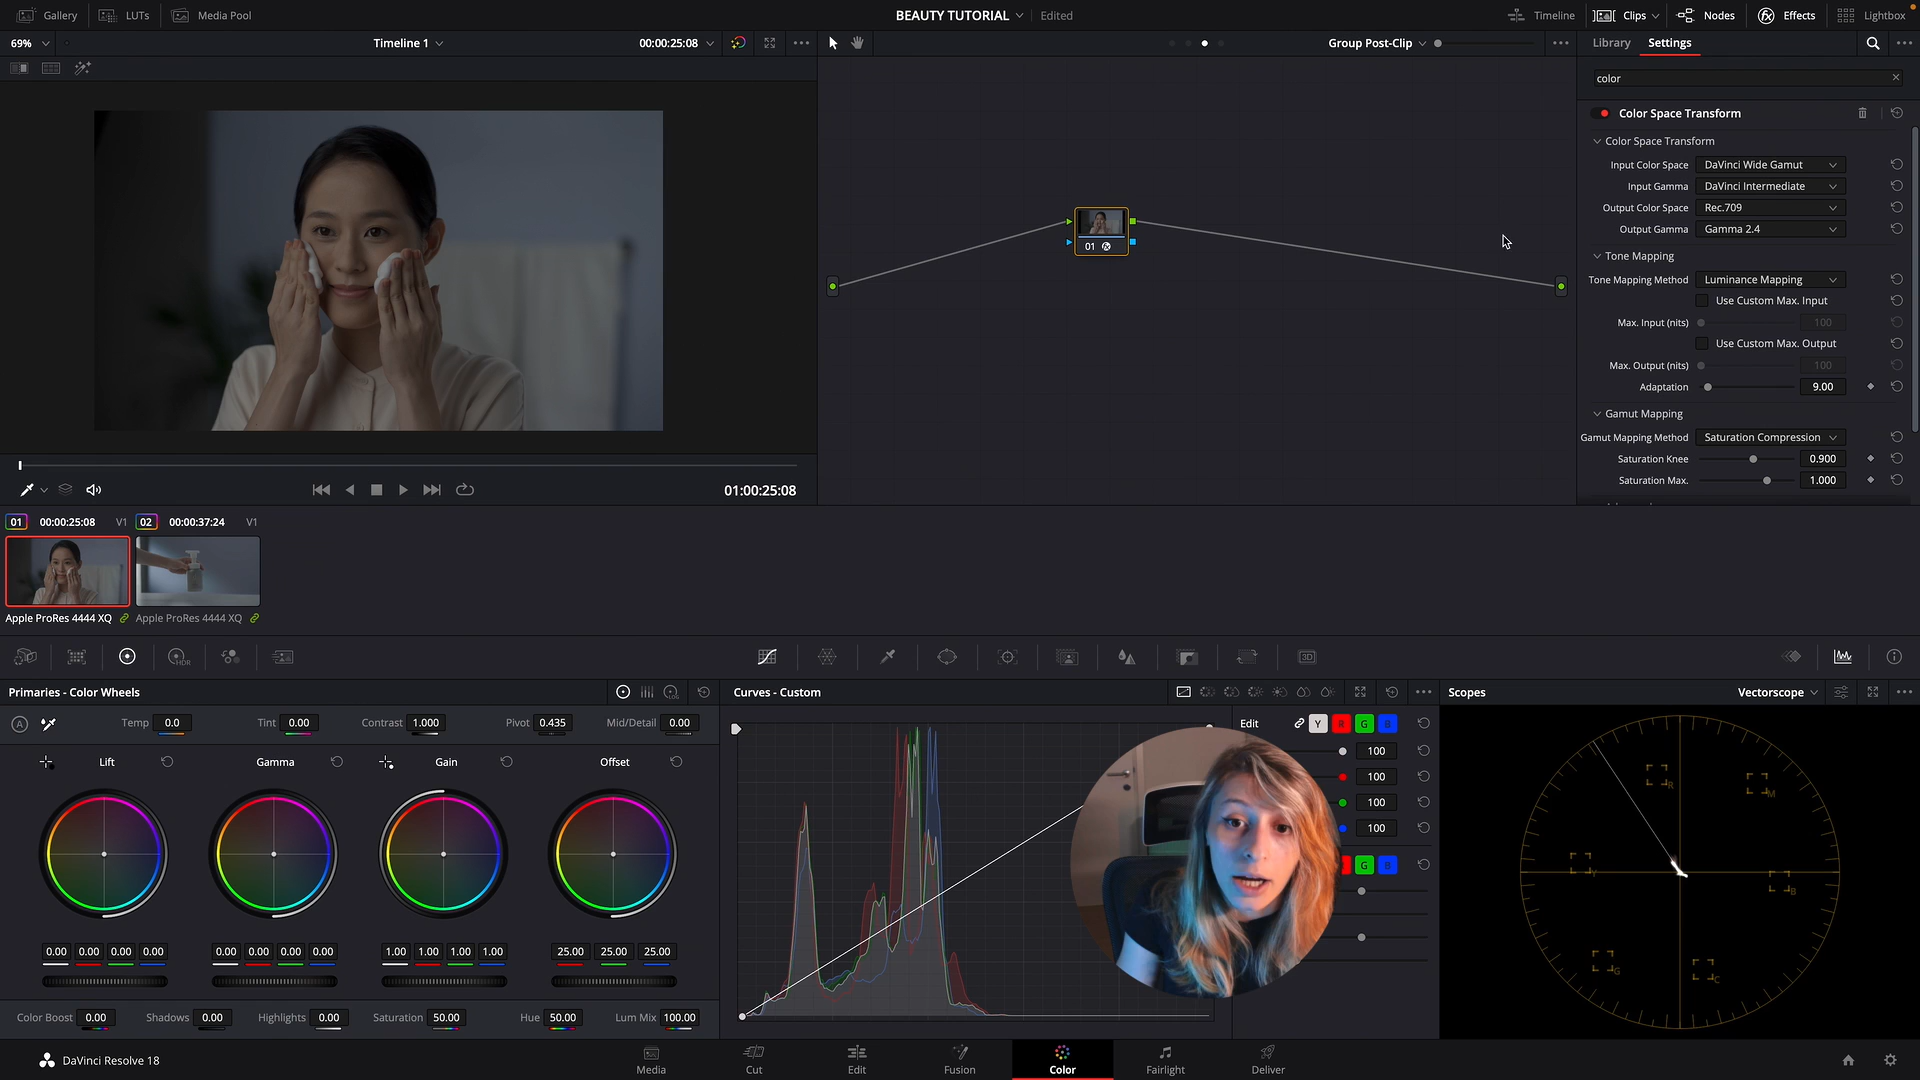 Gallery LUTs Media Pool BEAUTY TUTORIAL Edited Timeline Clips Nodes Effects Lightbox
69% Timeline 1 00:00:25:08 Group Post-Clip Library Settings
color
Color Space Transform
Color Space Transform
Input Color Space DaVinci Wide Gamut
Input Gamma DaVinci Intermediate
Output Color Space Rec.709
Output Gamma Gamma 2.4
01
Tone Mapping
Tone Mapping Method Luminance Mapping
Use Custom Max. Input
Max. Input (nits) 100
Use Custom Max. Output
Max. Output (nits) 100
Adaptation 9.00
Gamut Mapping
Gamut Mapping Method Saturation Compression
Saturation Knee 0.900
Saturation Max. 1.000
01:00:25:08
01 00:00:25:08 V1 02 00:00:37:24 V1
Apple ProRes 4444 XQ Apple ProRes 4444 XQ
HDR 3D
Primaries - Color Wheels Curves - Custom Scopes Vectorscope
A Temp 0.0 Tint 0.00 Contrast 1.000 Pivot 0.435 Mid/Detail 0.00 Edit Y R G B
Lift Gamma Gain Offset
100
100
100
100
G B
R M Y B G C
0.00 0.00 0.00 0.00 0.00 0.00 0.00 0.00 1.00 1.00 1.00 1.00 25.00 25.00 25.00
Color Boost 0.00 Shadows 0.00 Highlights 0.00 Saturation 50.00 Hue 50.00 Lum Mix 100.00
DaVinci Resolve 18 Media Cut Edit Fusion Color Fairlight Deliver